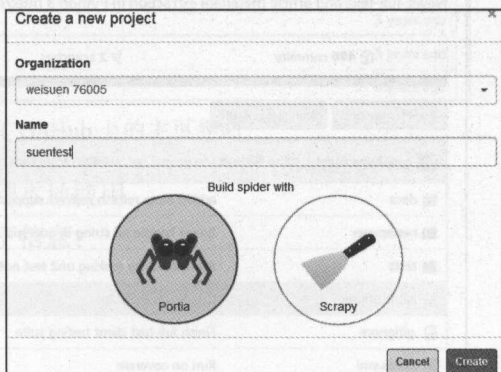 Create a new project
Organization
weisuen 76005
Name
suentest
Build spider with
Portia
Scrapy
Cancel
Create